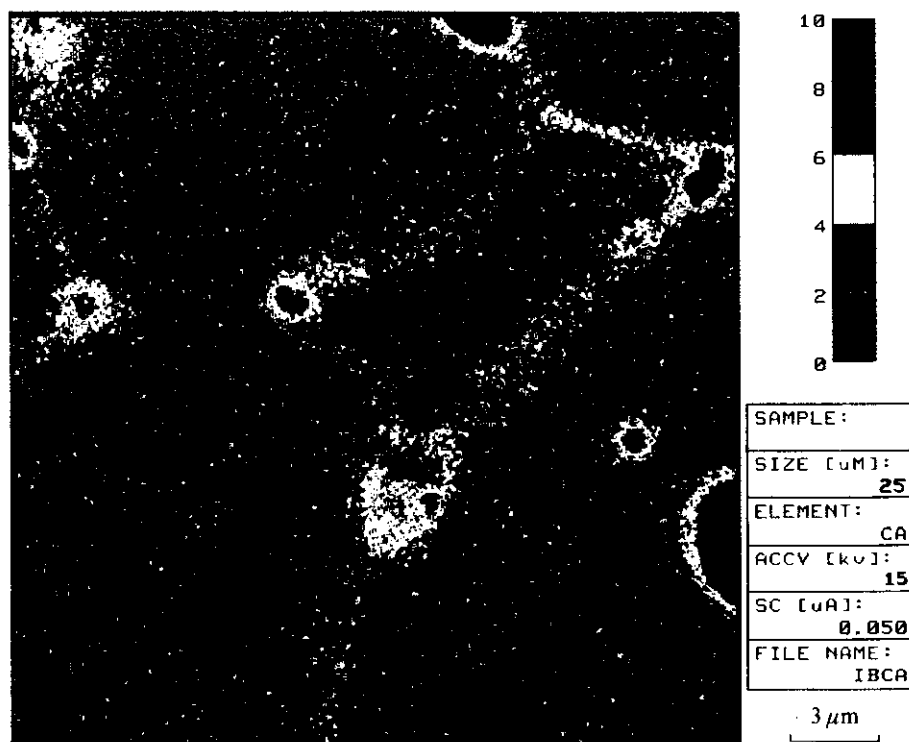 10
8
6
4
2
0
SAMPLE:
SIZE [uM]:
25
ELEMENT:
CA
ACCV [kv]:
15
SC [uA]:
0.050
FILE NAME:
IBCA
3 μm